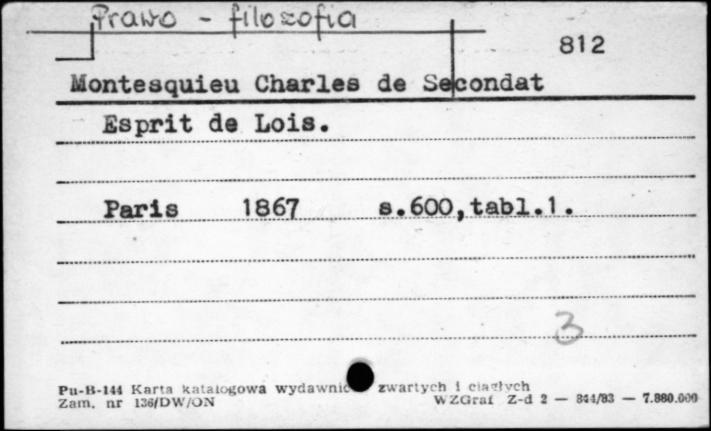 Prawo - filozofia
812
Montesquieu Charles de Secondat
Esprit de Lois.
Paris 1867 s.600,tabl.1.
3
Pu-B-144 Karta katalogowa wydawnic zwartych i ciągłych
Zam. nr 136/DW/ON WZGraf Z-d 2 — 844/83 — 7.880.000